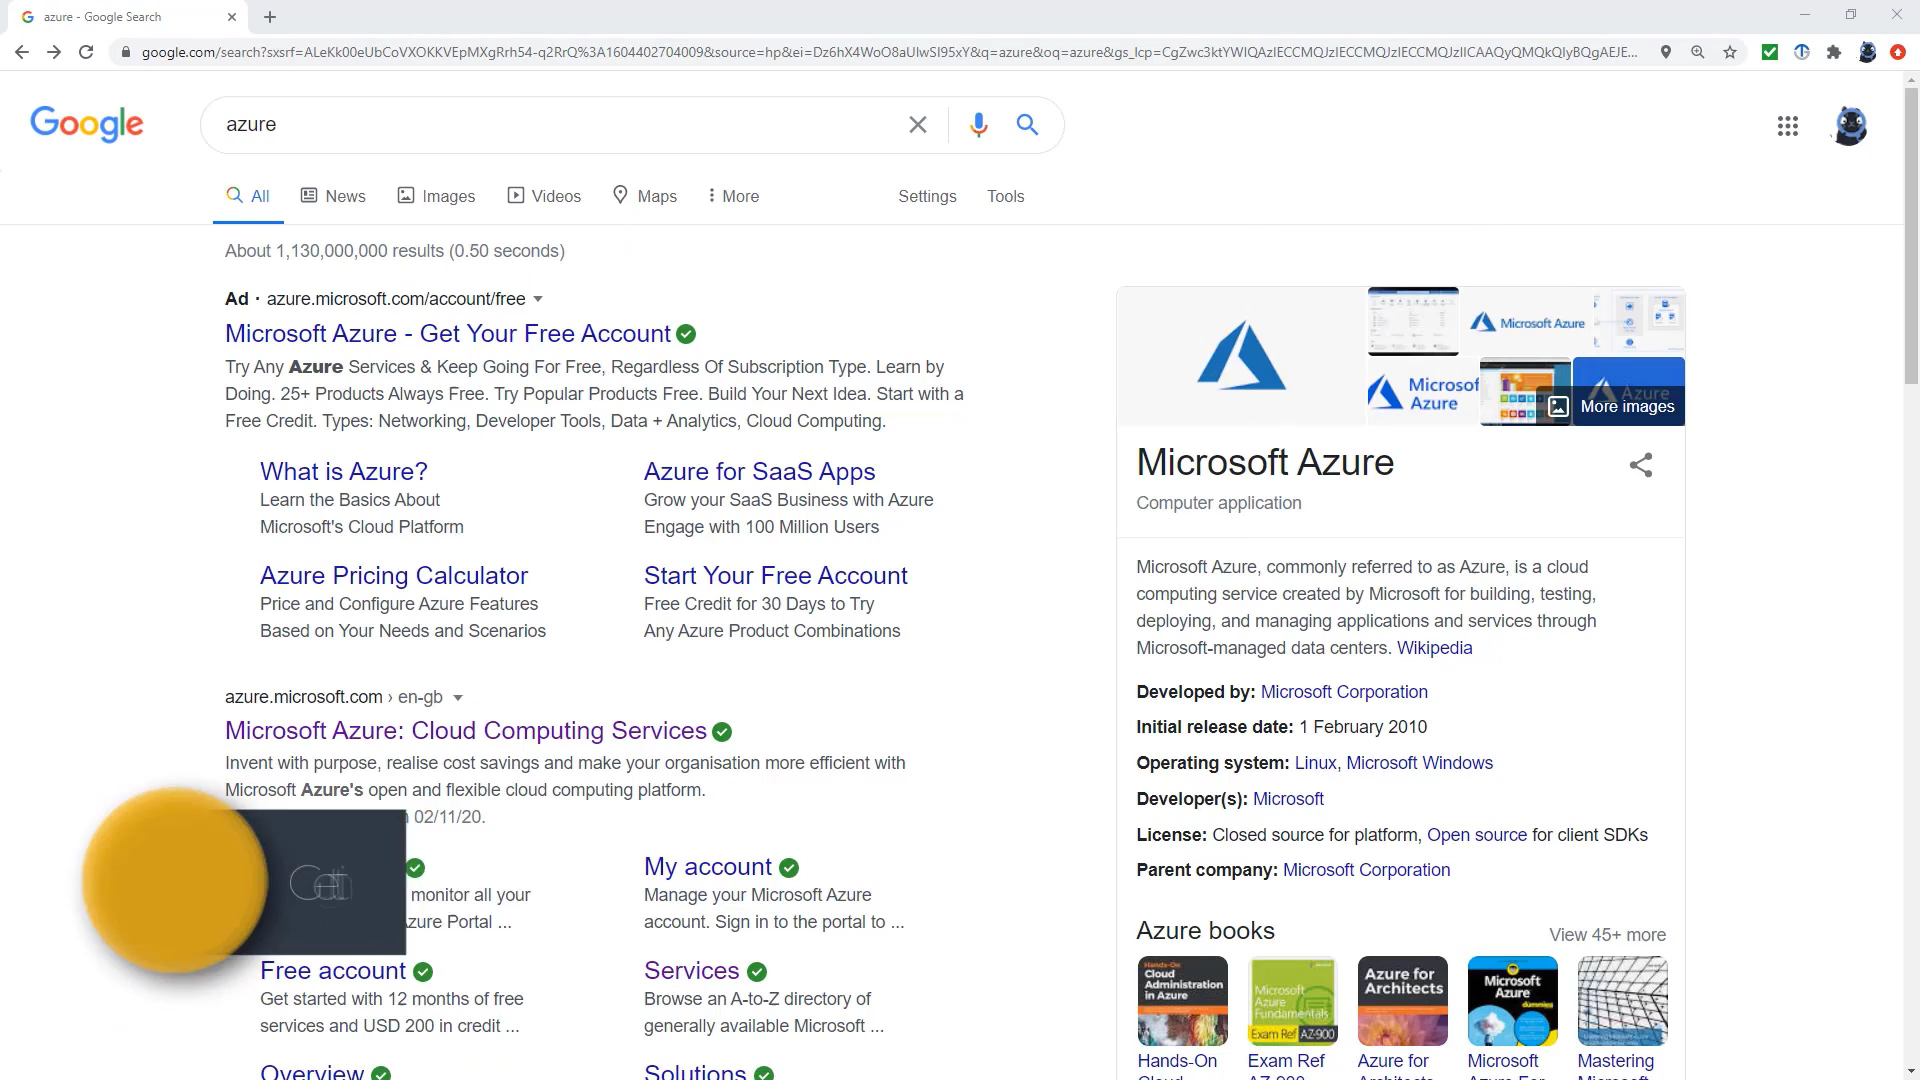 azure - Google Search
google.com/search?sxsrf=ALeKk00eUbCoVXOKKVEpMXgRrh54-q2RrQ%3A1604402704009&source=hp&ei=Dz6hX4WoO8aUlwSI95xY&q=azure&oq=azure&gs_lcp=CgZwc3ktYWIQAzIECCMQJzIECCMQJzIECCMQJzIICAAQyQMQkQIyBQgAEJE...
Google
azure
All
News
Images
Videos
Maps
More
Settings
Tools
About 1,130,000,000 results (0.50 seconds)
Ad · azure.microsoft.com/account/free
Microsoft Azure - Get Your Free Account
Try Any Azure Services & Keep Going For Free, Regardless Of Subscription Type. Learn by
Doing. 25+ Products Always Free. Try Popular Products Free. Build Your Next Idea. Start with a
Free Credit. Types: Networking, Developer Tools, Data + Analytics, Cloud Computing.
What is Azure?
Learn the Basics About
Microsoft's Cloud Platform
Azure for SaaS Apps
Grow your SaaS Business with Azure
Engage with 100 Million Users
Azure Pricing Calculator
Price and Configure Azure Features
Based on Your Needs and Scenarios
Start Your Free Account
Free Credit for 30 Days to Try
Any Azure Product Combinations
azure.microsoft.com › en-gb
Microsoft Azure: Cloud Computing Services
Invent with purpose, realise cost savings and make your organisation more efficient with
Microsoft Azure's open and flexible cloud computing platform.
02/11/20.
monitor all your
Azure Portal ...
My account
Manage your Microsoft Azure
account. Sign in to the portal to ...
Free account
Get started with 12 months of free
services and USD 200 in credit ...
Services
Browse an A-to-Z directory of
generally available Microsoft ...
Overview
Solutions
Microsoft Azure
Microsoft
Azure
Azure
More images
Microsoft Azure
Computer application
Microsoft Azure, commonly referred to as Azure, is a cloud
computing service created by Microsoft for building, testing,
deploying, and managing applications and services through
Microsoft-managed data centers. Wikipedia
Developed by: Microsoft Corporation
Initial release date: 1 February 2010
Operating system: Linux, Microsoft Windows
Developer(s): Microsoft
License: Closed source for platform, Open source for client SDKs
Parent company: Microsoft Corporation
Azure books
View 45+ more
Hands-On
Cloud
Administration
in Azure
Microsoft
Azure
Fundamentals
Exam Ref AZ-900
Azure for
Architects
Microsoft
Azure
dummies
Hands-On
Cloud
Exam Ref
AZ-900
Azure for
Architects
Microsoft
Azure For
Mastering
Microsoft